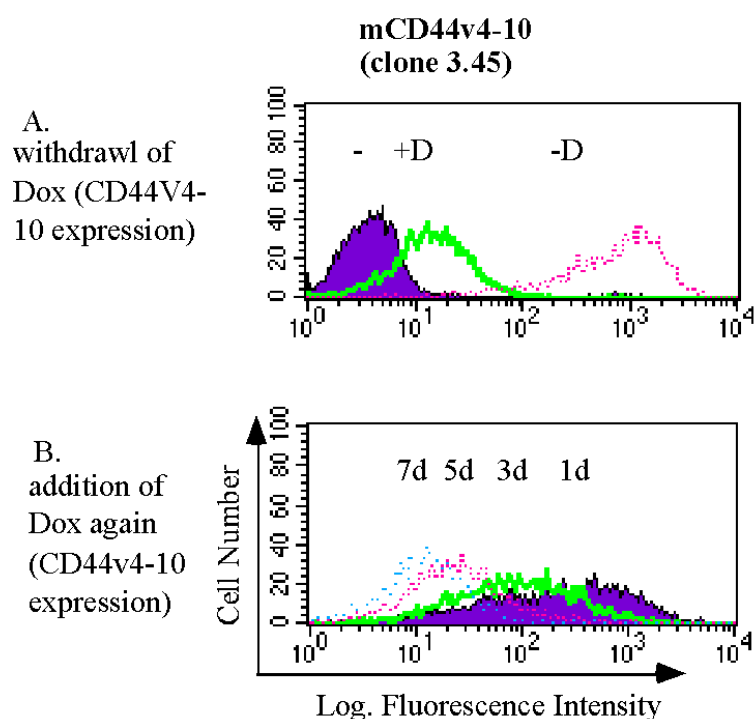 mCD44v4-10
(clone 3.45)
A.
withdrawl of
Dox (CD44V4-
10 expression)
- +D -D
100
80
60
40
20
0
10^0 10^1 10^2 10^3 10^4
B.
addition of
Dox again
(CD44v4-10
expression)
Cell Number
7d 5d 3d 1d
100
80
60
40
20
0
10^0 10^1 10^2 10^3 10^4
Log. Fluorescence Intensity